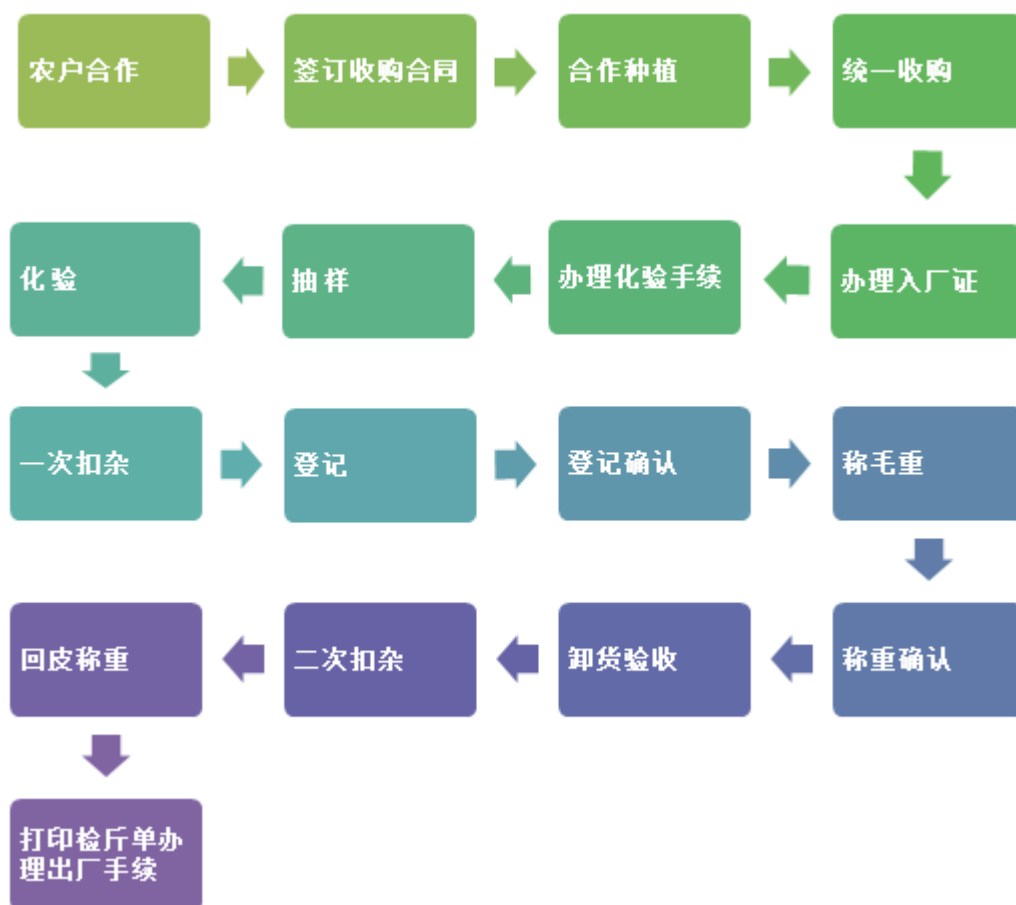 农户合作
签订收购合同
合作种植
统一收购
办理入厂证
办理化验手续
抽样
化验
一次扣杂
登记
登记确认
称毛重
称重确认
卸货验收
二次扣杂
回皮称重
打印检斤单办
理出厂手续